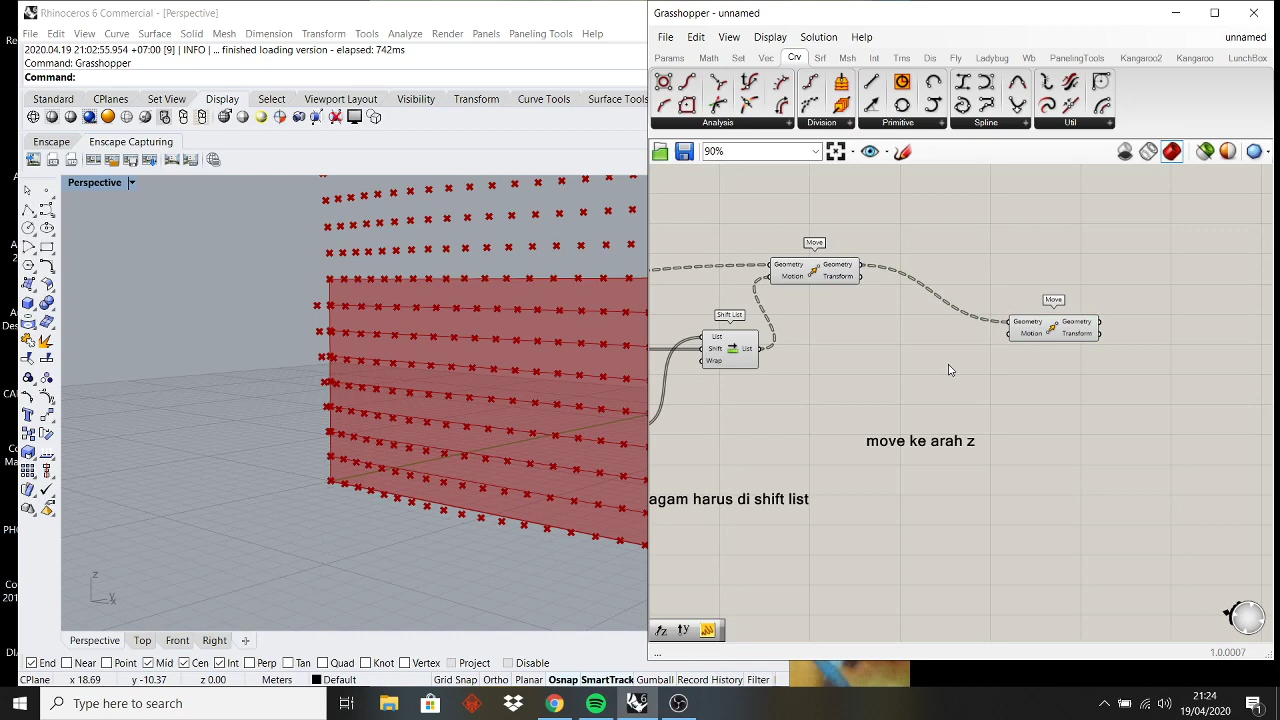 Rhinoceros 6 Commercial - [Perspective]
File Edit View Curve Surface Solid Mesh Dimension Transform Tools Analyze Render Panels Paneling Tools Help
2020.04.19 21:02:55.954 +07:00 [9] | INFO | ... finished loading version - elapsed: 742ms
Command: Grasshopper
Command:
Standard CPlanes Set View Display Select Viewport Layout Visibility Transform Curve Tools Surface Tools
Escape Escape Capturing
Perspective
z
y
x
Perspective Top Front Right
End Near Point Mid Cen Int Perp Tan Quad Knot Vertex Project Disable
CPlane x 18.69 y -10.37 z 0.00 Meters Default Grid Snap Ortho Planar Osnap SmartTrack Gumball Record History Filter
Grasshopper - unnamed
File Edit View Display Solution Help unnamed
Params Math Set Vec Crv Srf Msh Int Trns Dis Fly Ladybug Wb PanelingTools Kangaroo2 Kangaroo LunchBox
Analysis Division Primitive Spline Util
90%
Move
Geometry Geometry
Motion Transform
Shift List
List
Shift List
Wrap
Move
Geometry Geometry
Motion Transform
move ke arah z
agam harus di shift list
...
1.0.0007
Type here to search
21:24
19/04/2020